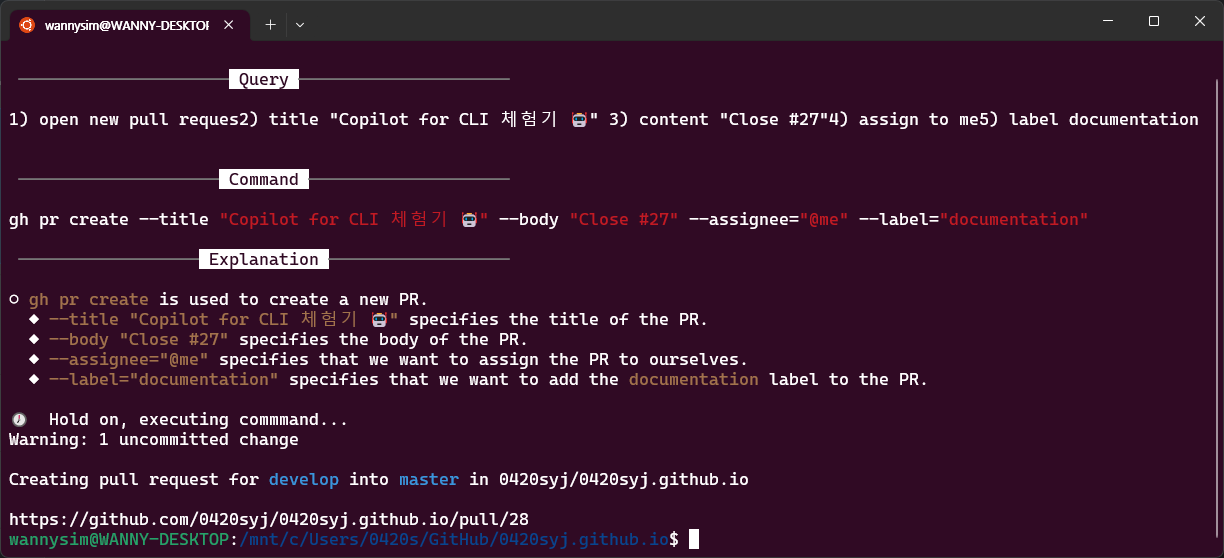 wannysim@WANNY-DESKTOP
Query
1) open new pull reques2) title "Copilot for CLI 체험기 🤖" 3) content "Close #27"4) assign to me5) label documentation
Command
gh pr create --title "Copilot for CLI 체험기 🤖" --body "Close #27" --assignee="@me" --label="documentation"
Explanation
○ gh pr create is used to create a new PR.
◆ --title "Copilot for CLI 체험기 🤖" specifies the title of the PR.
◆ --body "Close #27" specifies the body of the PR.
◆ --assignee="@me" specifies that we want to assign the PR to ourselves.
◆ --label="documentation" specifies that we want to add the documentation label to the PR.
🕖 Hold on, executing commmand...
Warning: 1 uncommitted change
Creating pull request for develop into master in 0420syj/0420syj.github.io
https://github.com/0420syj/0420syj.github.io/pull/28
wannysim@WANNY-DESKTOP:/mnt/c/Users/0420s/GitHub/0420syj.github.io$